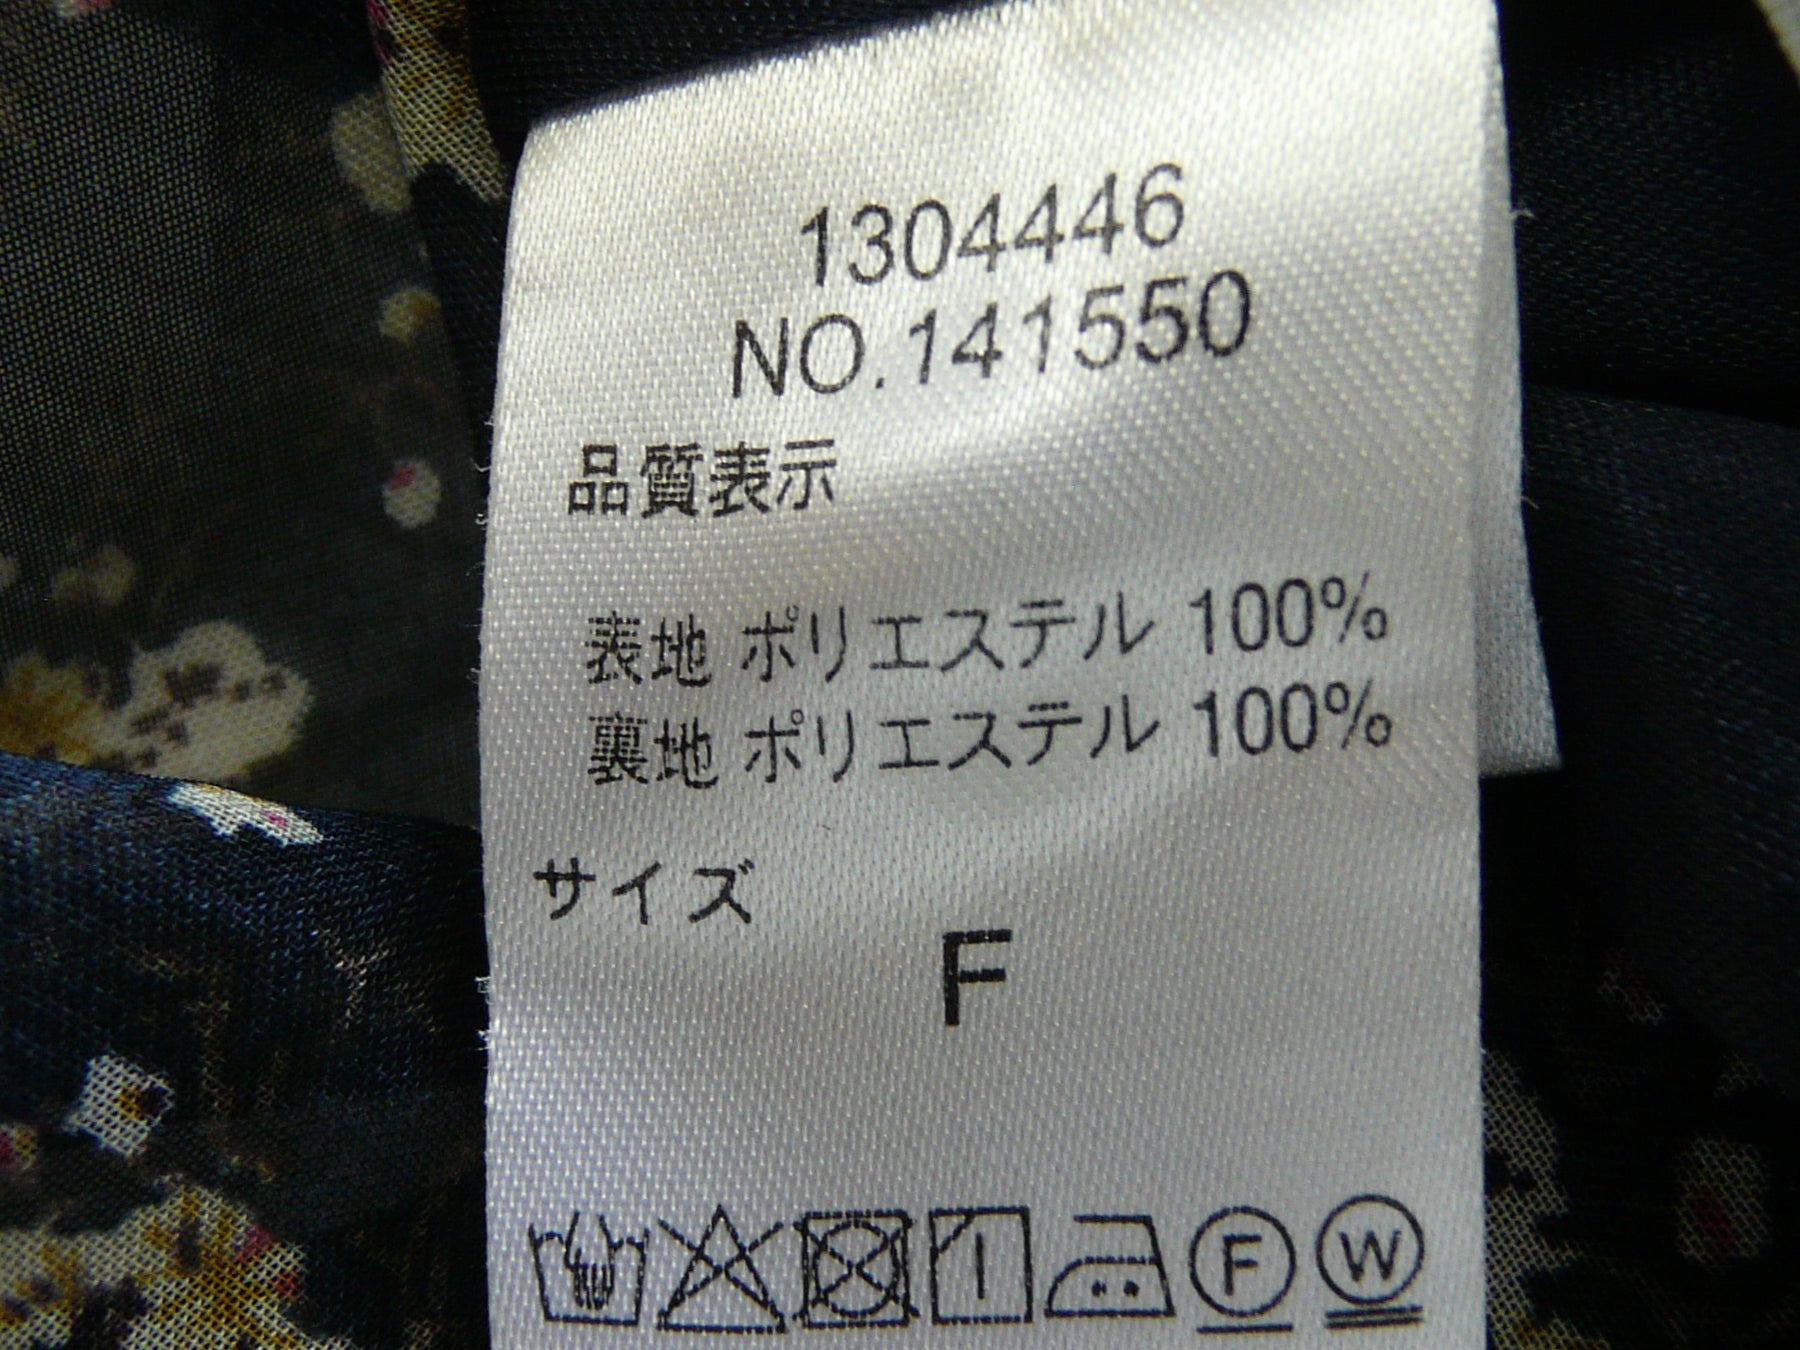 1304446
NO.141550
品質表示
表地 ポリエステル 100%
裏地 ポリエステル 100%
サイズ
F
F W